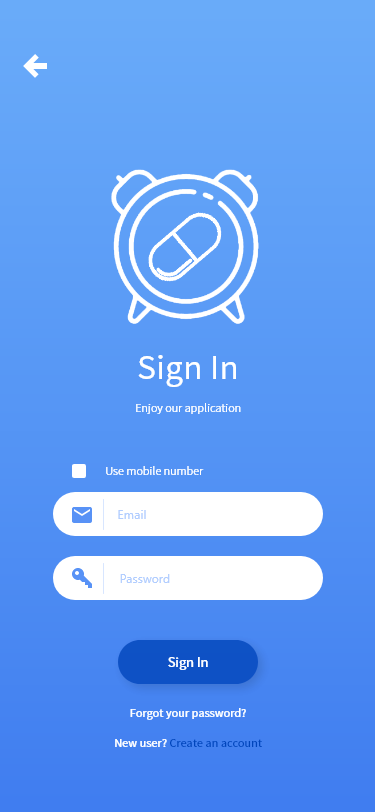 Sign In
Enjoy our application
Use mobile number
Email
Password
Sign In
Forgot your password?
New user? Create an account